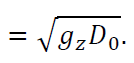 = √(g_z D_0).